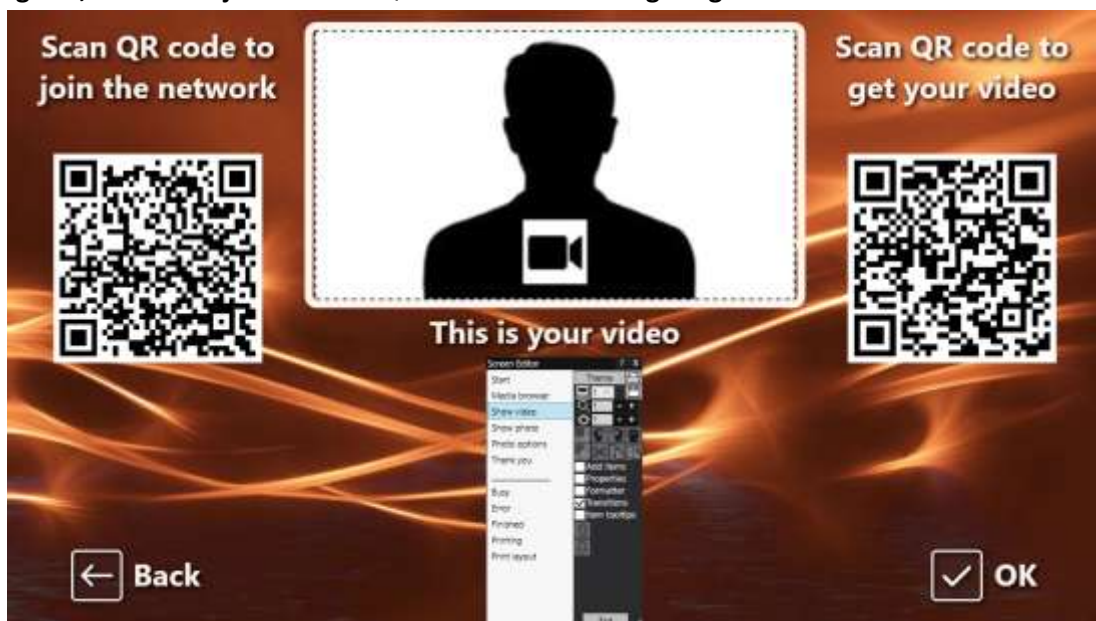 Scan QR code to
join the network
Scan QR code to
get your video
This is your video
Screen Editor
Start
Media browser
Show video
Show photo
Photo options
Thank you
Busy
Error
Finished
Printing
Print layout
Theme
Add items
Properties
Formatter
Transitions
Item tooltips
Back
OK